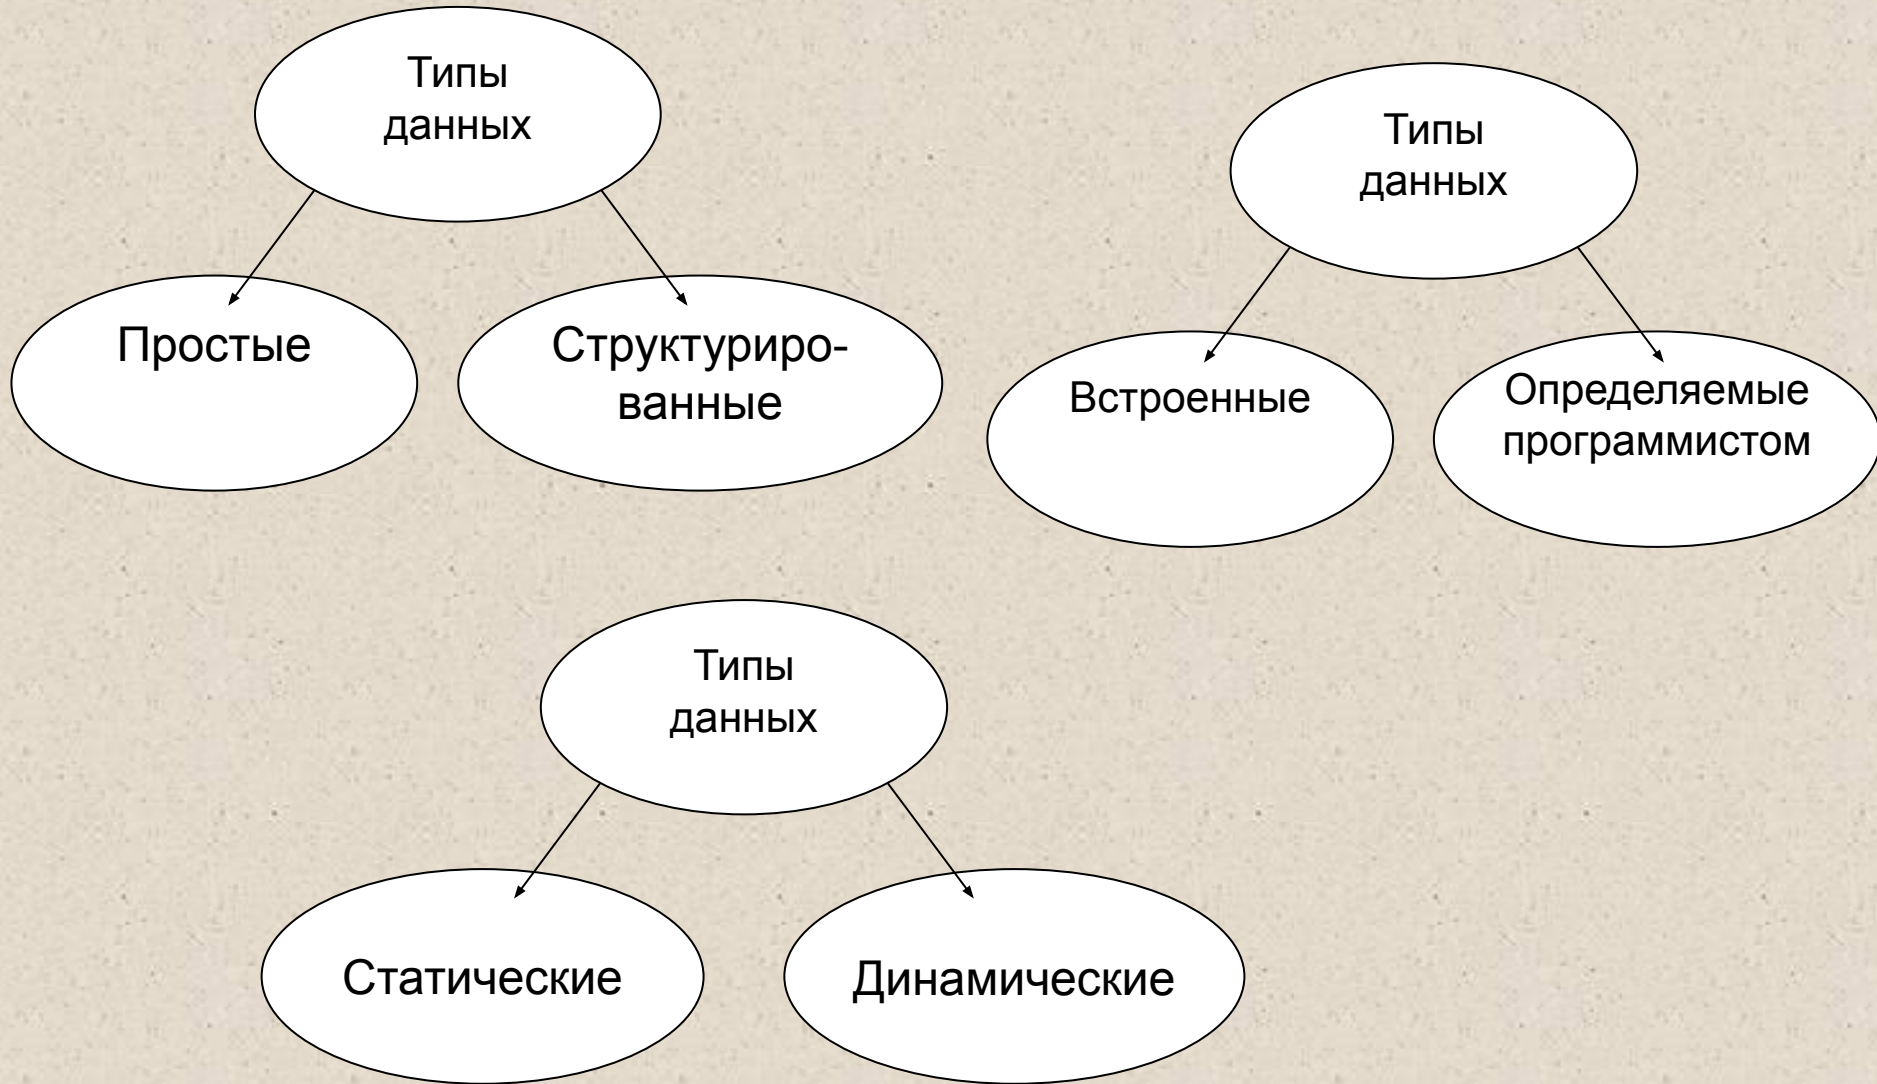 Типы
данных
Простые
Структуриро-
ванные
Типы
данных
Встроенные
Определяемые
программистом
Типы
данных
Статические
Динамические